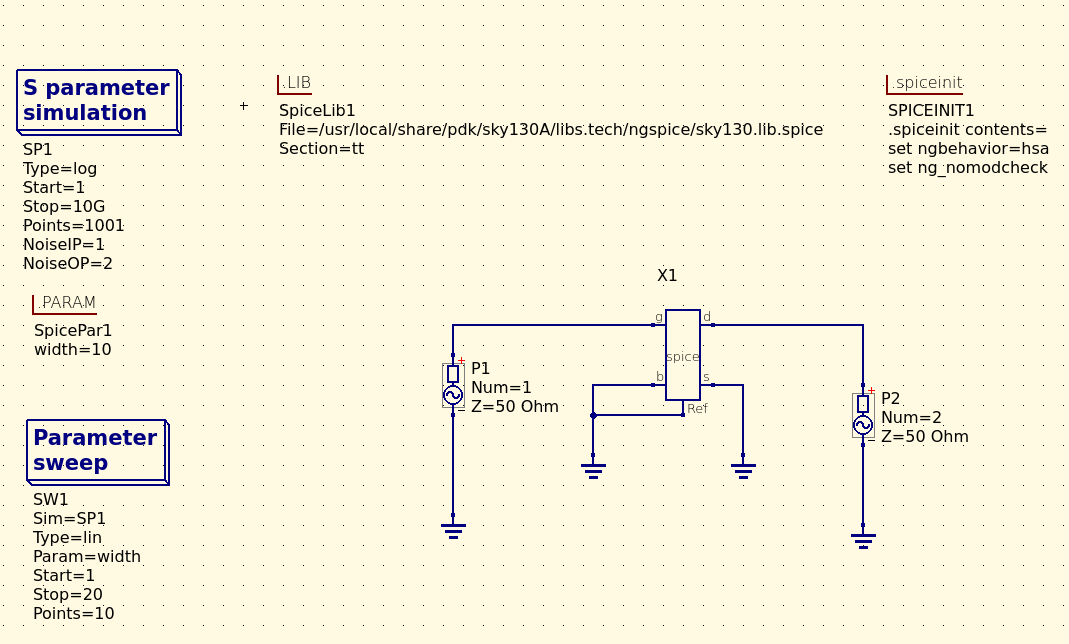 S parameter
simulation
SP1
Type=log
Start=1
Stop=10G
Points=1001
NoiseIP=1
NoiseOP=2
.LIB
SpiceLib1
File=/usr/local/share/pdk/sky130A/libs.tech/ngspice/sky130.lib.spice
Section=tt
.spiceinit
SPICEINIT1
.spiceinit contents=
set ngbehavior=hsa
set ng_nomodcheck
.PARAM
SpicePar1
width=10
Parameter
sweep
SW1
Sim=SP1
Type=lin
Param=width
Start=1
Stop=20
Points=10
X1
g
d
spice
b
s
Ref
+
P1
Num=1
Z=50 Ohm
+
P2
Num=2
Z=50 Ohm